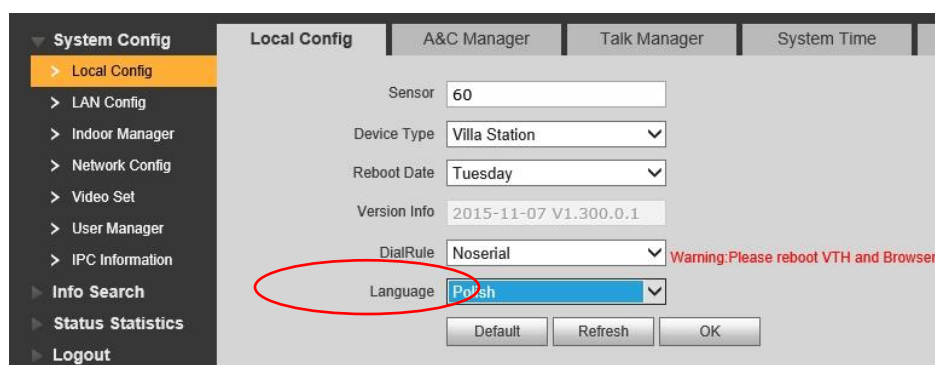 System Config
Local Config
LAN Config
Indoor Manager
Network Config
Video Set
User Manager
IPC Information
Info Search
Status Statistics
Logout
Local Config A&C Manager Talk Manager System Time
Sensor 60
Device Type Villa Station
Reboot Date Tuesday
Version Info 2015-11-07 V1.300.0.1
DialRule Noserial Warning:Please reboot VTH and Browser
Language Polish
Default Refresh OK